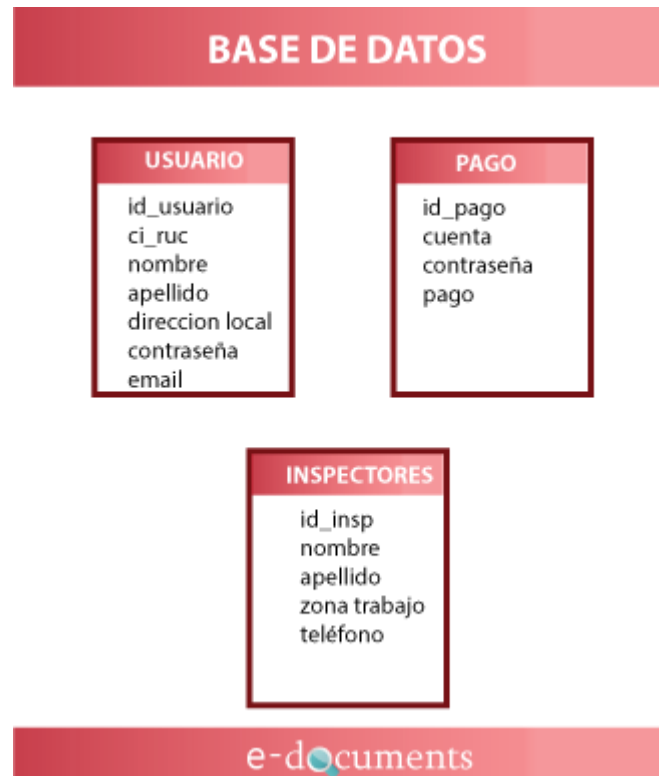 BASE DE DATOS
USUARIO
id_usuario
ci_ruc
nombre
apellido
direccion local
contraseña
email
PAGO
id_pago
cuenta
contraseña
pago
INSPECTORES
id_insp
nombre
apellido
zona trabajo
teléfono
e-documents